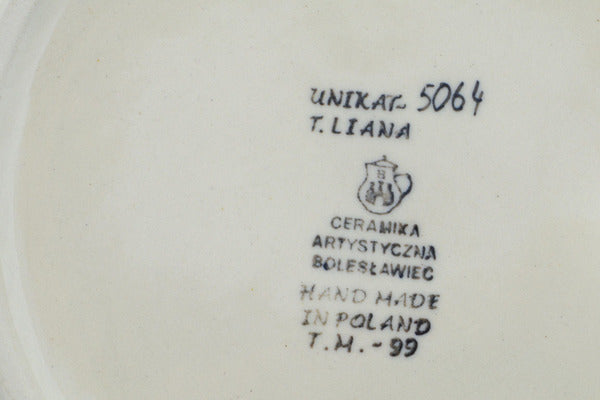 UNIKAT 5064
T. LIANA
B
CERAMIKA
ARTYSTYCZNA
BOLESŁAWIEC
HAND MADE
IN POLAND
T.M.-99